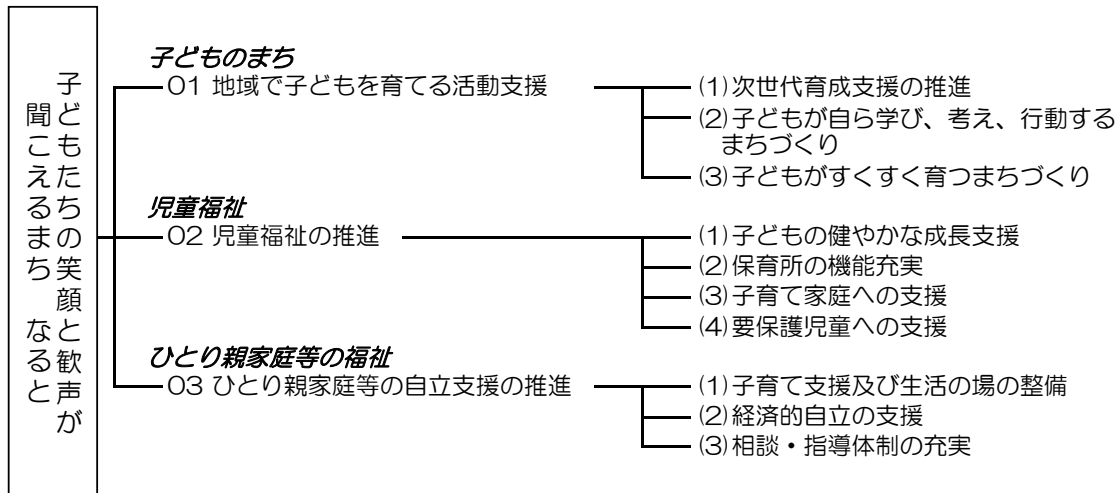 子どもたちの笑顔と歓声が
聞こえるまち なると
子どものまち
01 地域で子どもを育てる活動支援
(1)次世代育成支援の推進
(2)子どもが自ら学び、考え、行動する
まちづくり
(3)子どもがすくすく育つまちづくり
児童福祉
02 児童福祉の推進
(1)子どもの健やかな成長支援
(2)保育所の機能充実
(3)子育て家庭への支援
(4)要保護児童への支援
ひとり親家庭等の福祉
03 ひとり親家庭等の自立支援の推進
(1)子育て支援及び生活の場の整備
(2)経済的自立の支援
(3)相談・指導体制の充実